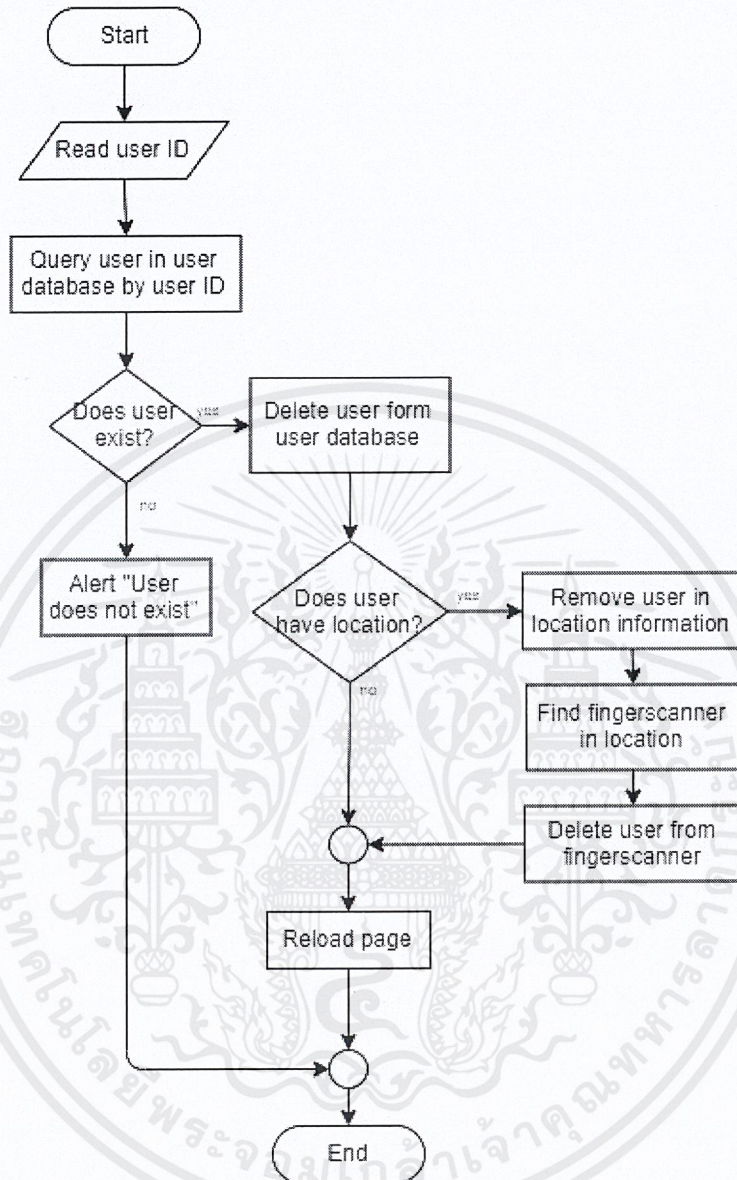 Start
Read user ID
Query user in user
database by user ID
Does user
exist?
yes
Delete user form
user database
no
Alert "User
does not exist"
Does user
have location?
yes
Remove user in
location information
no
Find fingerscanner
in location
Delete user from
fingerscanner
Reload page
End